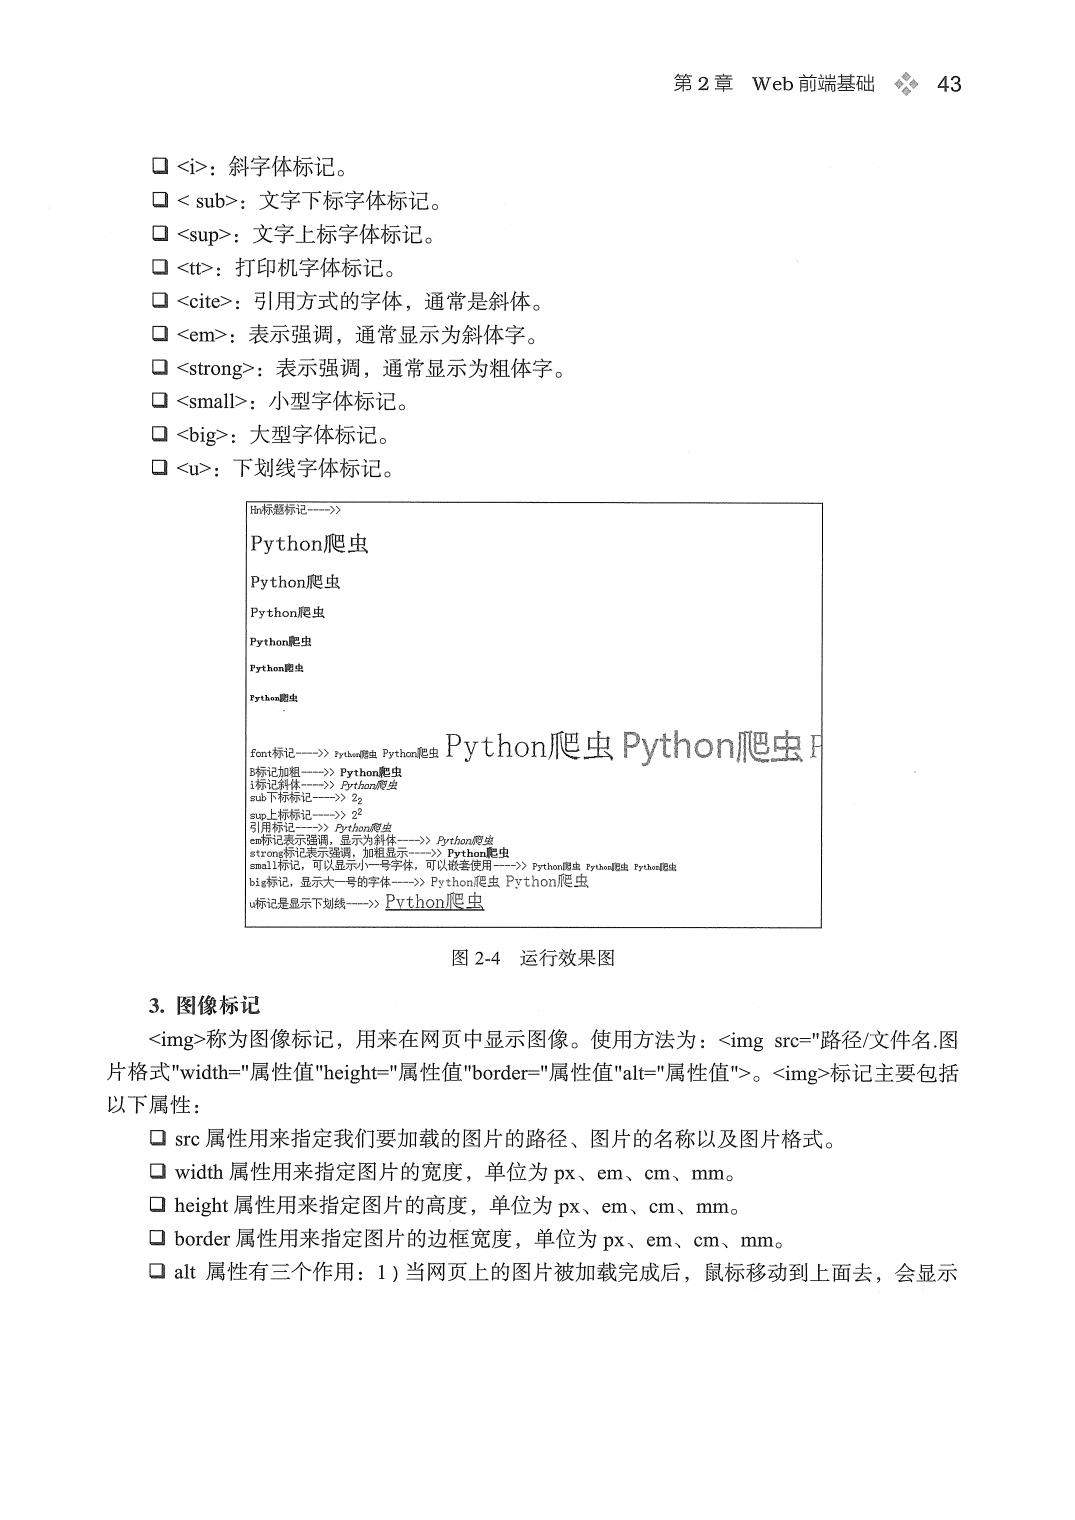 第 2 章　Web 前端基础　43
❏ <i>：斜字体标记。
❏ < sub>：文字下标字体标记。
❏ <sup>：文字上标字体标记。
❏ <tt>：打印机字体标记。
❏ <cite>：引用方式的字体，通常是斜体。
❏ <em>：表示强调，通常显示为斜体字。
❏ <strong>：表示强调，通常显示为粗体字。
❏ <small>：小型字体标记。
❏ <big>：大型字体标记。
❏ <u>：下划线字体标记。
Hn标题标记---->>
Python爬虫
Python爬虫
Python爬虫
Python爬虫
Python爬虫
Python爬虫
font标记---->> Python爬虫 Python爬虫 Python爬虫 Python爬虫 P
B标记加粗---->> Python爬虫
i标记斜体---->> Python爬虫
sub下标标记---->> 2₂
sup上标标记---->> 2²
引用标记---->> Python爬虫
em标记表示强调，显示为斜体---->> Python爬虫
strong标记表示强调，加粗显示---->> Python爬虫
small标记，可以显示小一号字体，可以嵌套使用---->> Python爬虫 Python爬虫 Python爬虫
big标记，显示大一号的字体---->> Python爬虫 Python爬虫
u标记是显示下划线---->> Python爬虫
图 2-4　运行效果图
3. 图像标记
<img>称为图像标记，用来在网页中显示图像。使用方法为：<img src="路径/文件名.图
片格式"width="属性值"height="属性值"border="属性值"alt="属性值">。<img>标记主要包括
以下属性：
❏ src 属性用来指定我们要加载的图片的路径、图片的名称以及图片格式。
❏ width 属性用来指定图片的宽度，单位为 px、em、cm、mm。
❏ height 属性用来指定图片的高度，单位为 px、em、cm、mm。
❏ border 属性用来指定图片的边框宽度，单位为 px、em、cm、mm。
❏ alt 属性有三个作用：1）当网页上的图片被加载完成后，鼠标移动到上面去，会显示